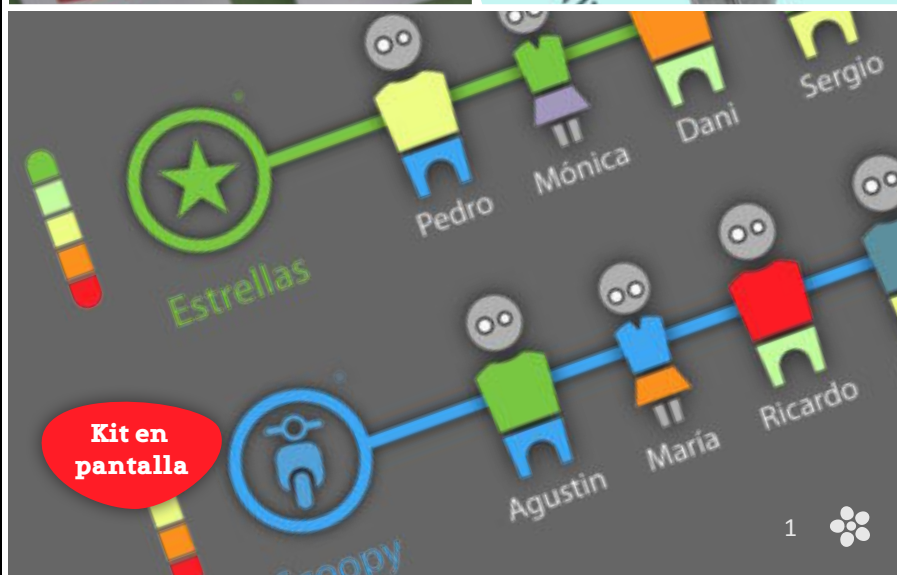 Sergio
Dani
Mónica
Pedro
Estrellas
Ricardo
María
Agustin
Kit en
pantalla
1